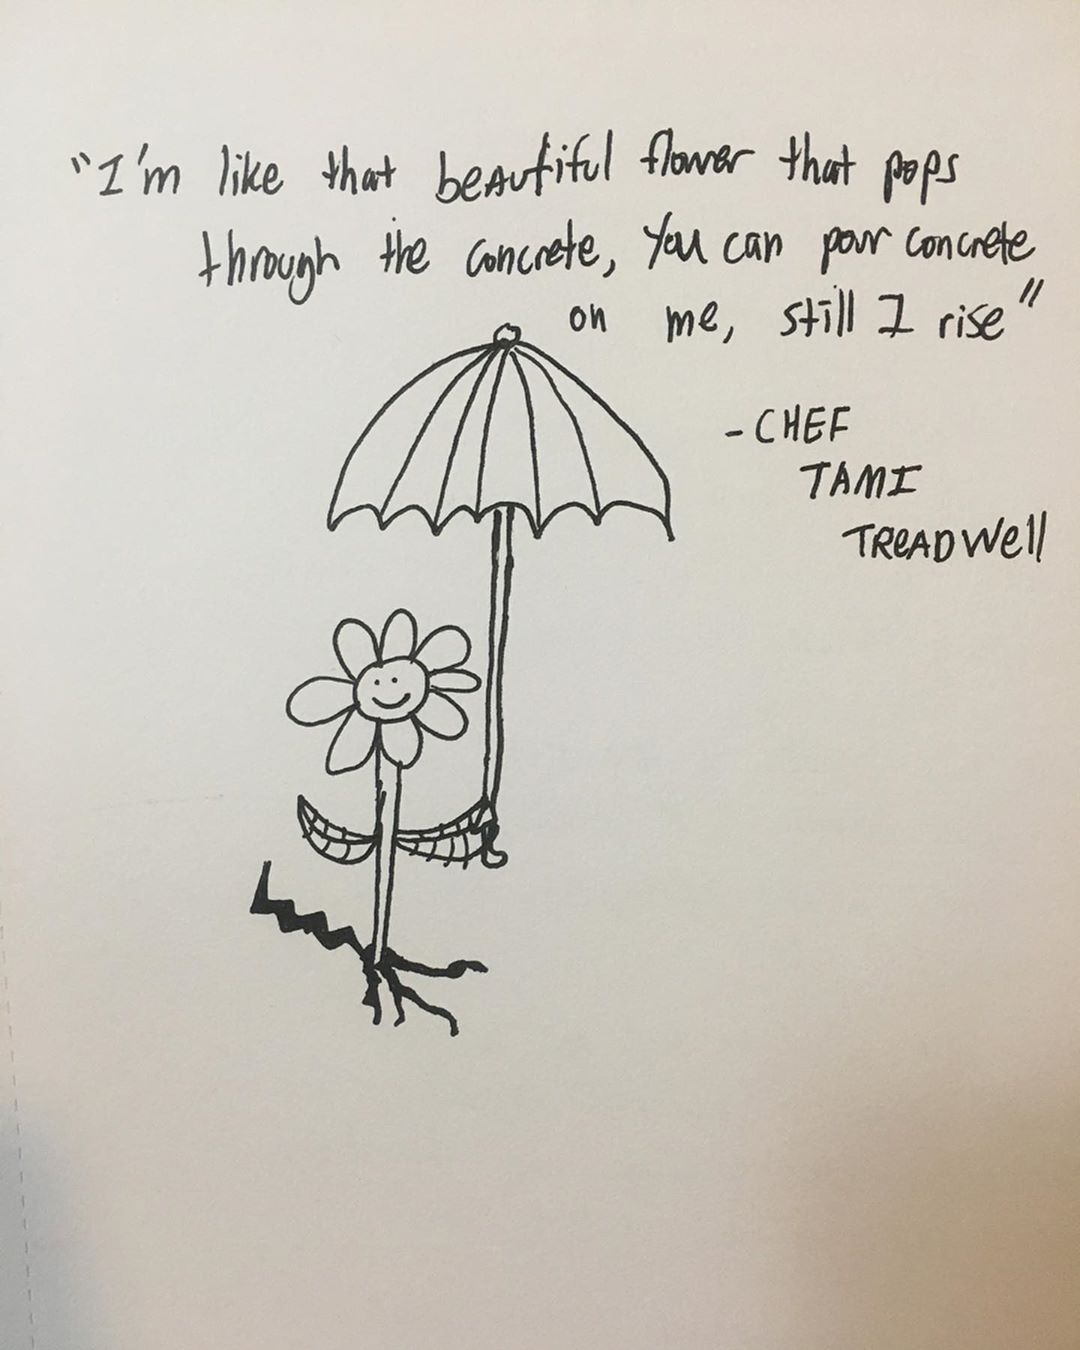 "I'm like that beautiful flower that pops
through the concrete, You can pour concrete
on me, still I rise"
- CHEF
TAMI
TREADWell